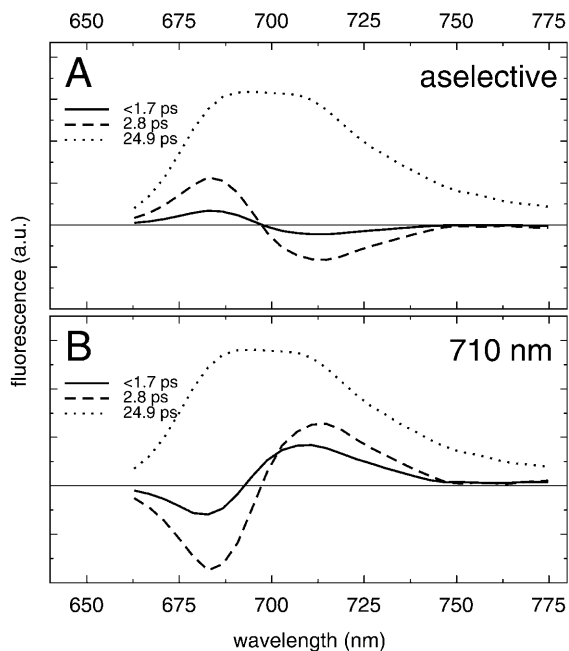 650 675 700 725 750 775
A
aselective
<1.7 ps
2.8 ps
24.9 ps
fluorescence (a.u.)
B
710 nm
<1.7 ps
2.8 ps
24.9 ps
650 675 700 725 750 775
wavelength (nm)